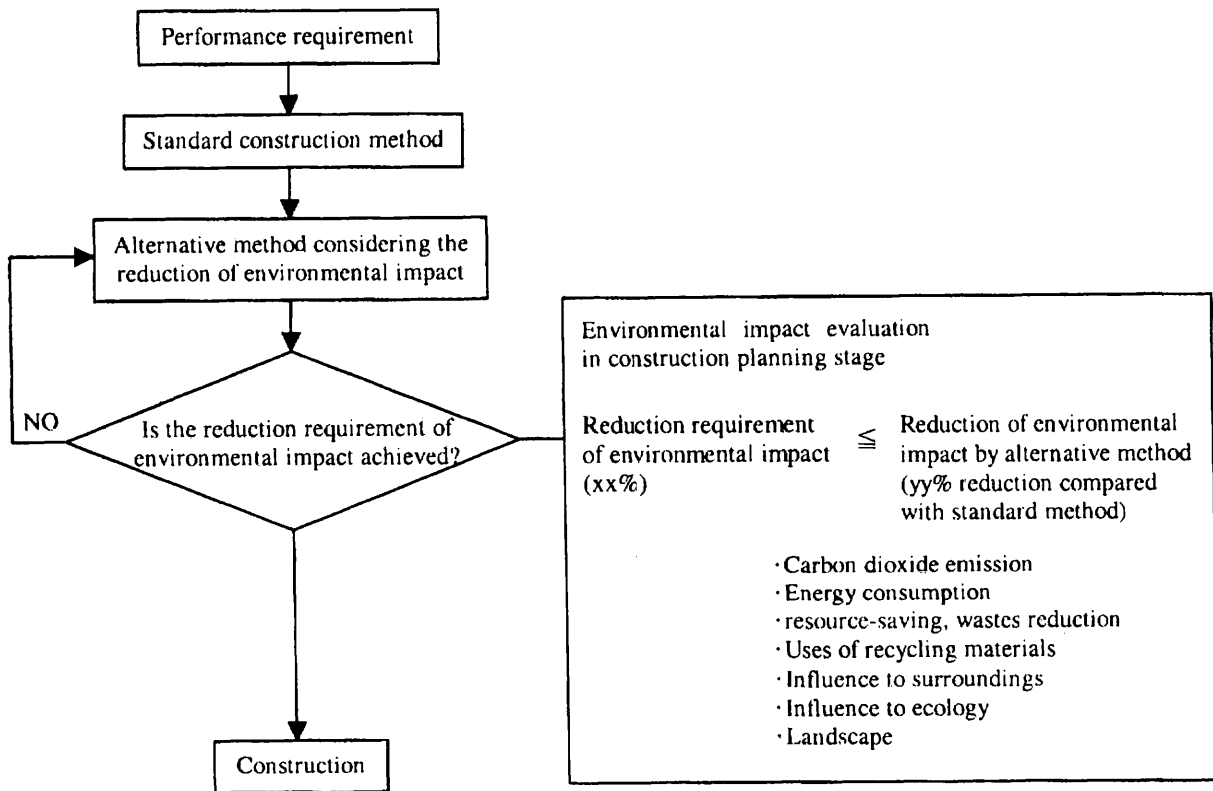 Performance requirement
Standard construction method
Alternative method considering the
reduction of environmental impact
NO
Is the reduction requirement of
environmental impact achieved?
Construction
Environmental impact evaluation
in construction planning stage
Reduction requirement
of environmental impact
(xx%)
≦
Reduction of environmental
impact by alternative method
(yy% reduction compared
with standard method)
·Carbon dioxide emission
·Energy consumption
·resource-saving, wastes reduction
·Uses of recycling materials
·Influence to surroundings
·Influence to ecology
·Landscape